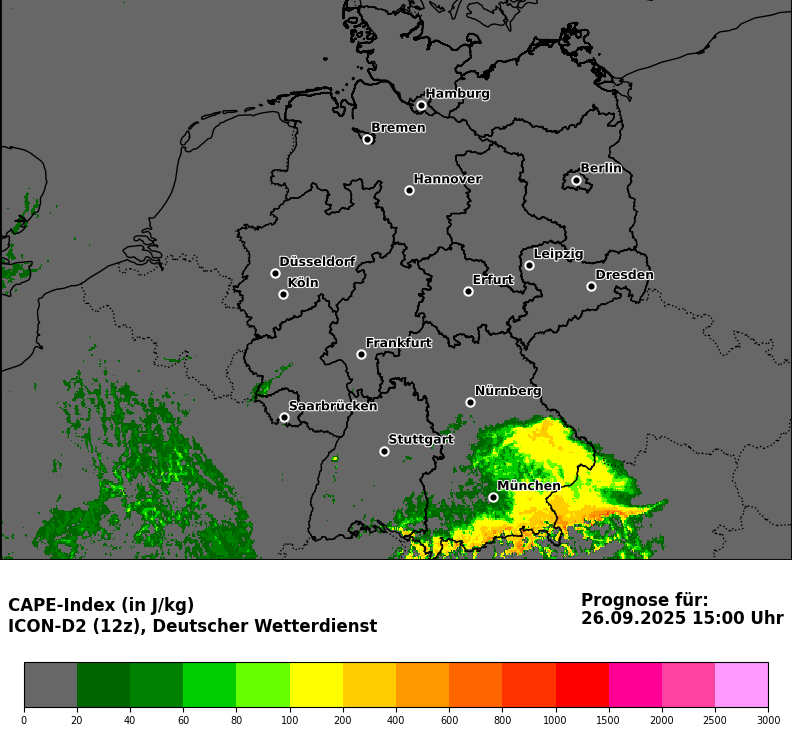 Hamburg
Bremen
Berlin
Hannover
Leipzig
Düsseldorf
Dresden
Köln
Erfurt
Frankfurt
Nürnberg
Saarbrücken
Stuttgart
München
CAPE-Index (in J/kg)
ICON-D2 (12z), Deutscher Wetterdienst
Prognose für:
26.09.2025 15:00 Uhr
0 20 40 60 80 100 200 400 600 800 1000 1500 2000 2500 3000